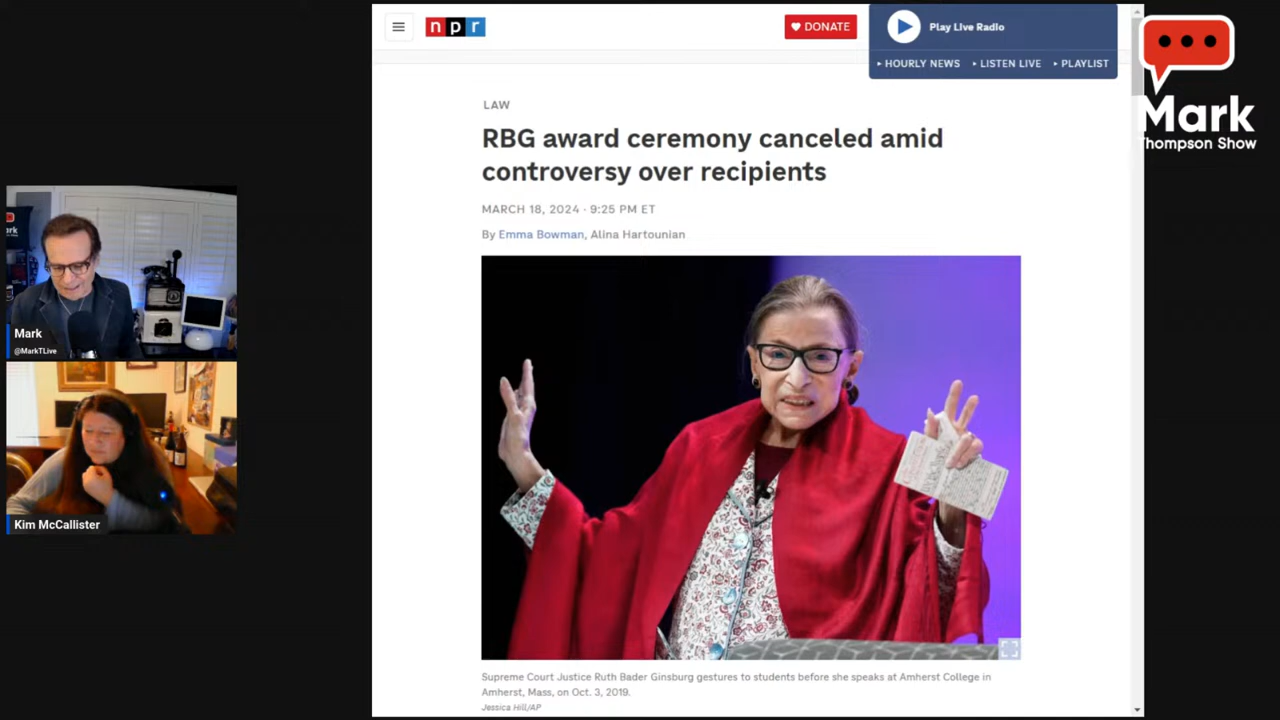 npr
DONATE
Play Live Radio
HOURLY NEWS
LISTEN LIVE
PLAYLIST
Mark
Thompson Show
LAW
RBG award ceremony canceled amid
controversy over recipients
MARCH 18, 2024 · 9:25 PM ET
By Emma Bowman, Alina Hartounian
Mark
@MarkTLive
Kim McCallister
Supreme Court Justice Ruth Bader Ginsburg gestures to students before she speaks at Amherst College in
Amherst, Mass, on Oct. 3, 2019.
Jessica Hill/AP